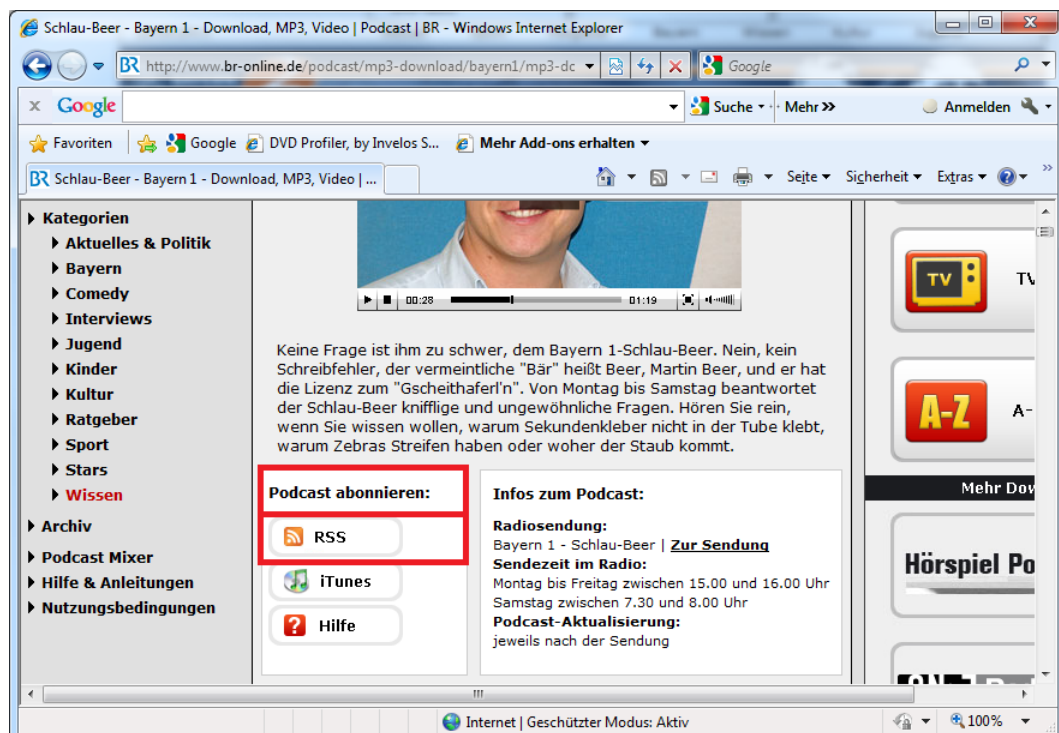 Schlau-Beer - Bayern 1 - Download, MP3, Video | Podcast | BR - Windows Internet Explorer
BR http://www.br-online.de/podcast/mp3-download/bayern1/mp3-dc
Google
x Google
Suche
Mehr >>
Anmelden
Favoriten
Google
DVD Profiler, by Invelos S...
Mehr Add-ons erhalten
BR Schlau-Beer - Bayern 1 - Download, MP3, Video | ...
Seite
Sicherheit
Extras
Kategorien
Aktuelles & Politik
Bayern
Comedy
Interviews
Jugend
Kinder
Kultur
Ratgeber
Sport
Stars
Wissen
Archiv
Podcast Mixer
Hilfe & Anleitungen
Nutzungsbedingungen
00:28
01:19
Keine Frage ist ihm zu schwer, dem Bayern 1-Schlau-Beer. Nein, kein
Schreibfehler, der vermeintliche "Bär" heißt Beer, Martin Beer, und er hat
die Lizenz zum "Gscheithaferl'n". Von Montag bis Samstag beantwortet
der Schlau-Beer knifflige und ungewöhnliche Fragen. Hören Sie rein,
wenn Sie wissen wollen, warum Sekundenkleber nicht in der Tube klebt,
warum Zebras Streifen haben oder woher der Staub kommt.
Podcast abonnieren:
RSS
iTunes
? Hilfe
Infos zum Podcast:
Radiosendung:
Bayern 1 - Schlau-Beer | Zur Sendung
Sendezeit im Radio:
Montag bis Freitag zwischen 15.00 und 16.00 Uhr
Samstag zwischen 7.30 und 8.00 Uhr
Podcast-Aktualisierung:
jeweils nach der Sendung
TV
TV
A-Z
A-
Mehr Dow
Hörspiel Po
Internet | Geschützter Modus: Aktiv
100%